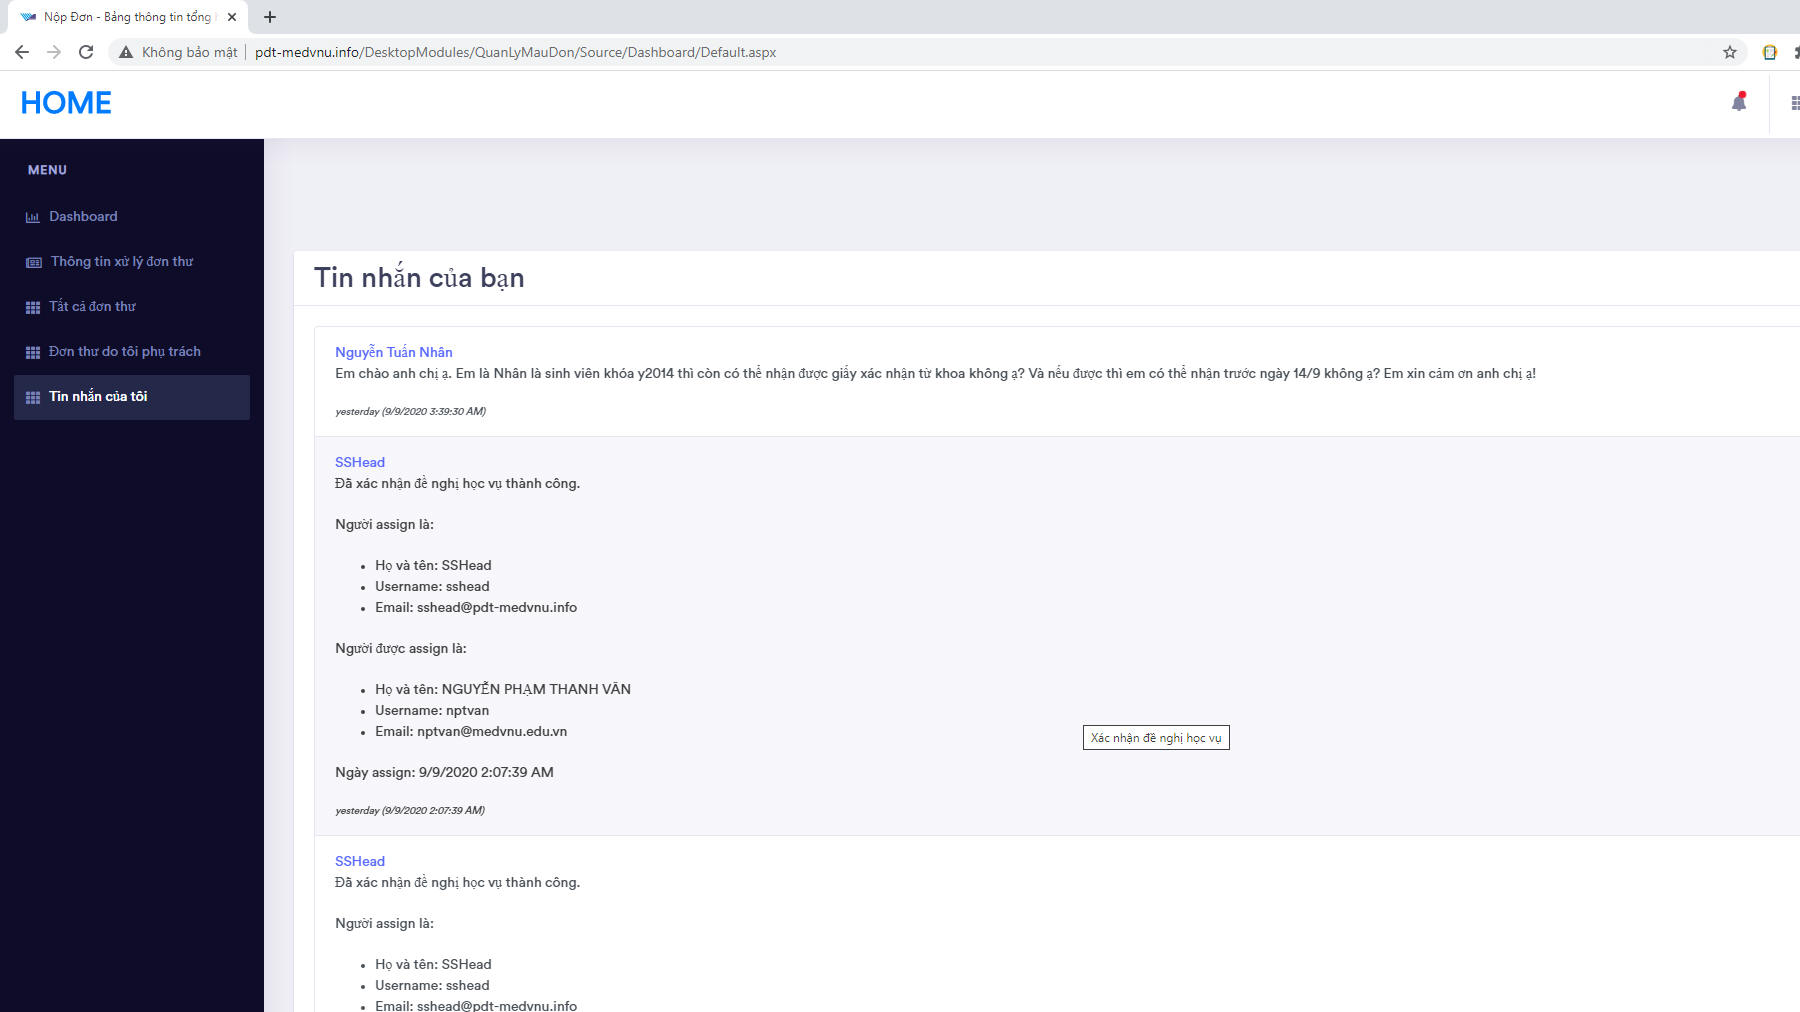 Nộp Đơn - Bảng thông tin tổng
Không bảo mật
pdt-medvnu.info/DesktopModules/QuanLyMauDon/Source/Dashboard/Default.aspx
HOME
MENU
Dashboard
Thông tin xử lý đơn thư
Tất cả đơn thư
Đơn thư do tôi phụ trách
Tin nhắn của tôi
Tin nhắn của bạn
Nguyễn Tuấn Nhân
Em chào anh chị ạ. Em là Nhân là sinh viên khóa y2014 thì còn có thể nhận được giấy xác nhận từ khoa không ạ? Và nếu được thì em có thể nhận trước ngày 14/9 không ạ? Em xin cảm ơn anh chị ạ!
yesterday (9/9/2020 3:39:30 AM)
SSHead
Đã xác nhận đề nghị học vụ thành công.
Người assign là:
• Họ và tên: SSHead
• Username: sshead
• Email: sshead@pdt-medvnu.info
Người được assign là:
• Họ và tên: NGUYỄN PHẠM THANH VÂN
• Username: nptvan
• Email: nptvan@medvnu.edu.vn
Xác nhận đề nghị học vụ
Ngày assign: 9/9/2020 2:07:39 AM
yesterday (9/9/2020 2:07:39 AM)
SSHead
Đã xác nhận đề nghị học vụ thành công.
Người assign là:
• Họ và tên: SSHead
• Username: sshead
• Email: sshead@pdt-medvnu.info